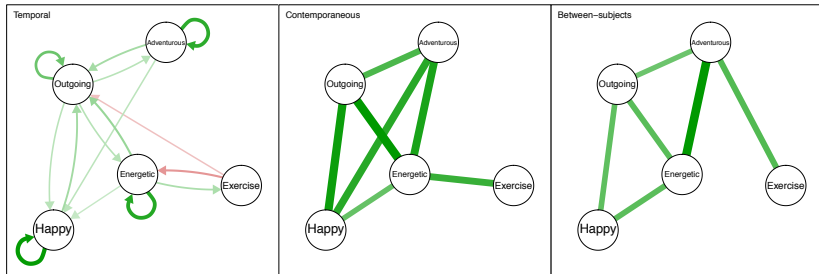 Temporal
Adventurous
Outgoing
Energetic
Exercise
Happy
Contemporaneous
Adventurous
Outgoing
Energetic
Exercise
Happy
Between-subjects
Adventurous
Outgoing
Energetic
Exercise
Happy